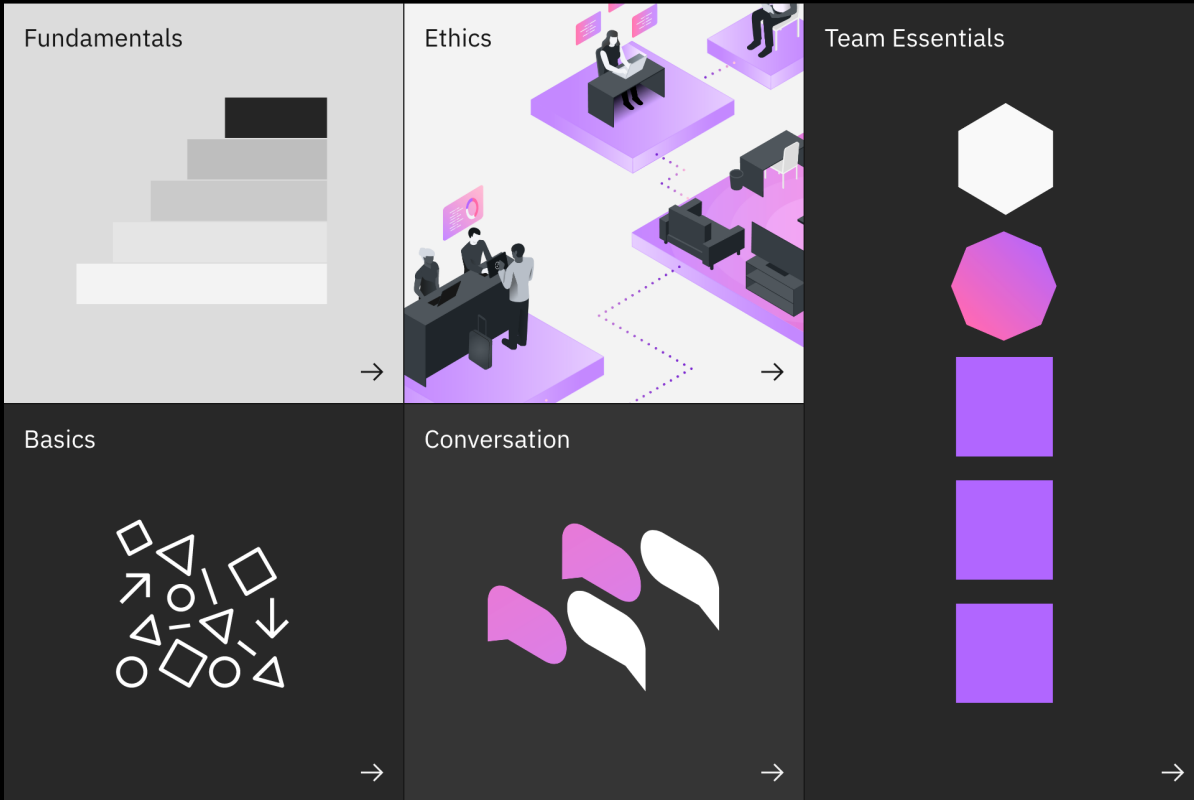 Fundamentals
Ethics
Team Essentials
Basics
Conversation